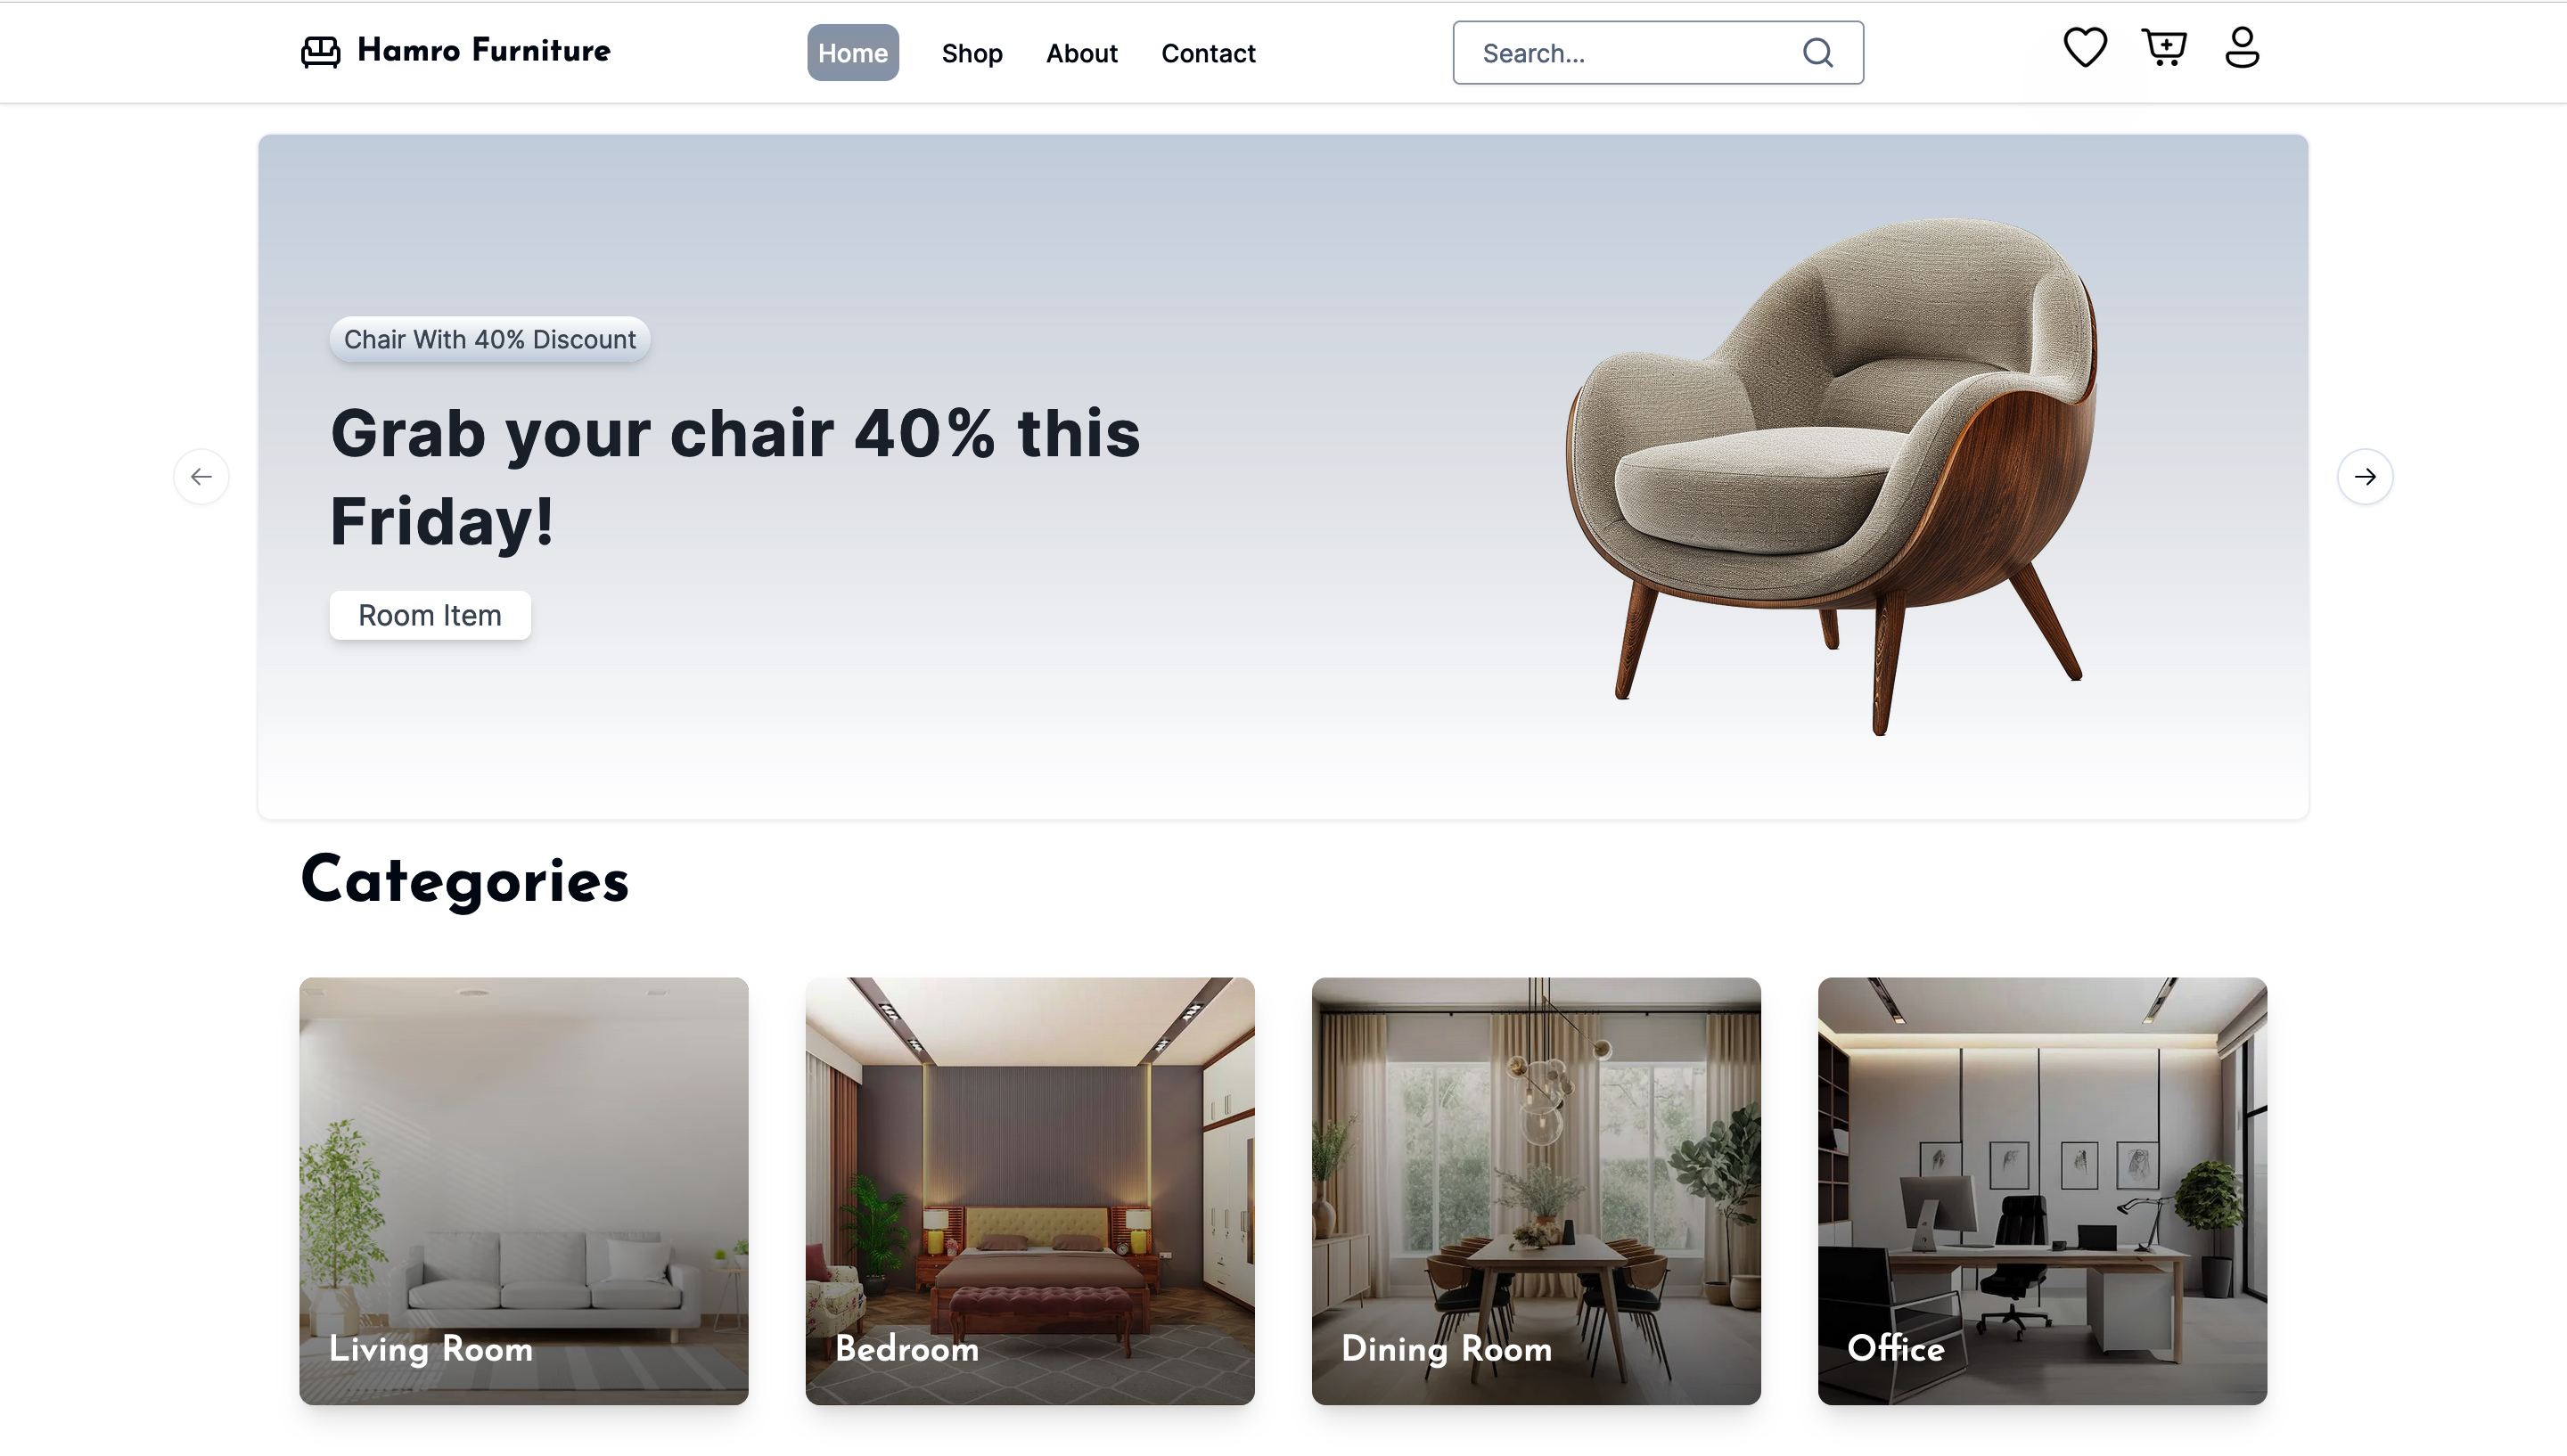 Hamro Furniture
Home
Shop
About
Contact
Search...
Chair With 40% Discount
Grab your chair 40% this
Friday!
Room Item
Categories
Living Room
Bedroom
Dining Room
Office